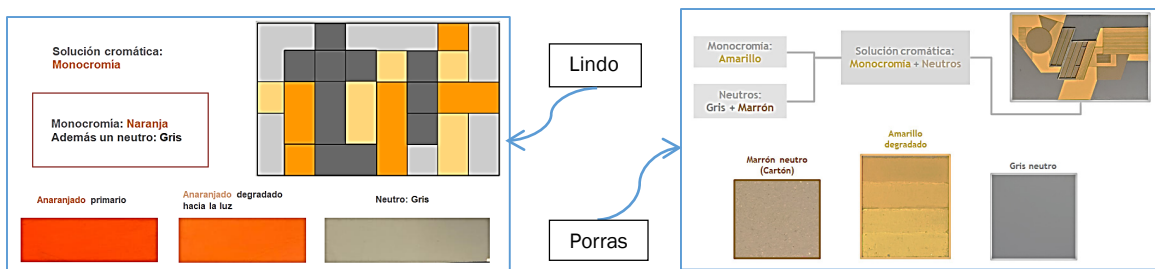 Solución cromática:
Monocromía
Monocromía: Naranja
Además un neutro: Gris
Anaranjado primario
Anaranjado degradado
hacia la luz
Neutro: Gris
Lindo
Porras
Monocromía:
Amarillo
Neutros:
Gris + Marrón
Solución cromática:
Monocromía + Neutros
Marrón neutro
(Cartón)
Amarillo
degradado
Gris neutro